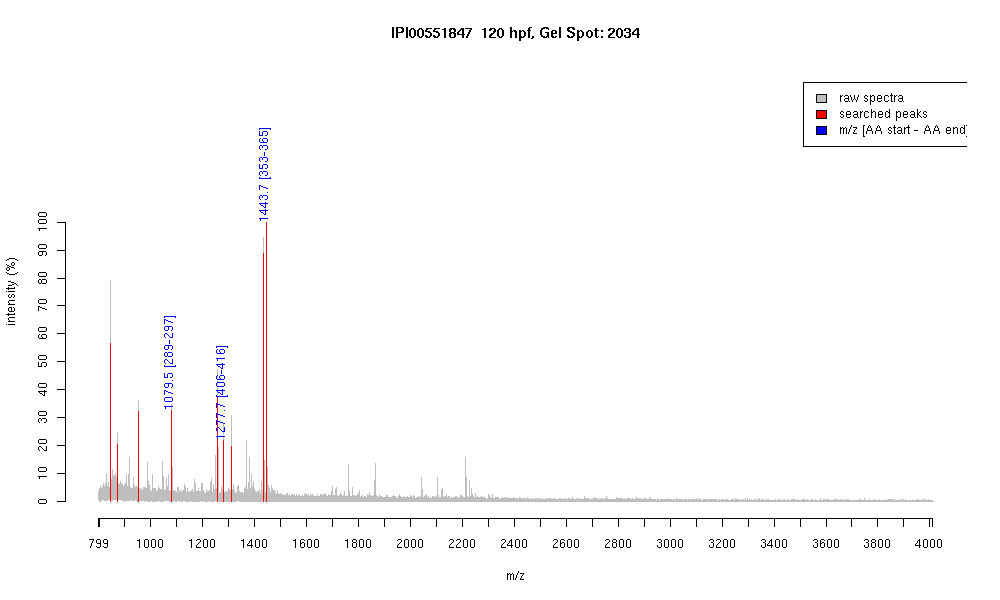 IPI00551847  120 hpf, Gel Spot: 2034
raw spectra
searched peaks
m/z [AA start - AA end]
intensity (%)
100
90
80
70
60
50
40
30
20
10
0
1079.5 [289-297]
1277.7 [406-416]
1443.7 [353-365]
799 1000 1200 1400 1600 1800 2000 2200 2400 2600 2800 3000 3200 3400 3600 3800 4000
m/z